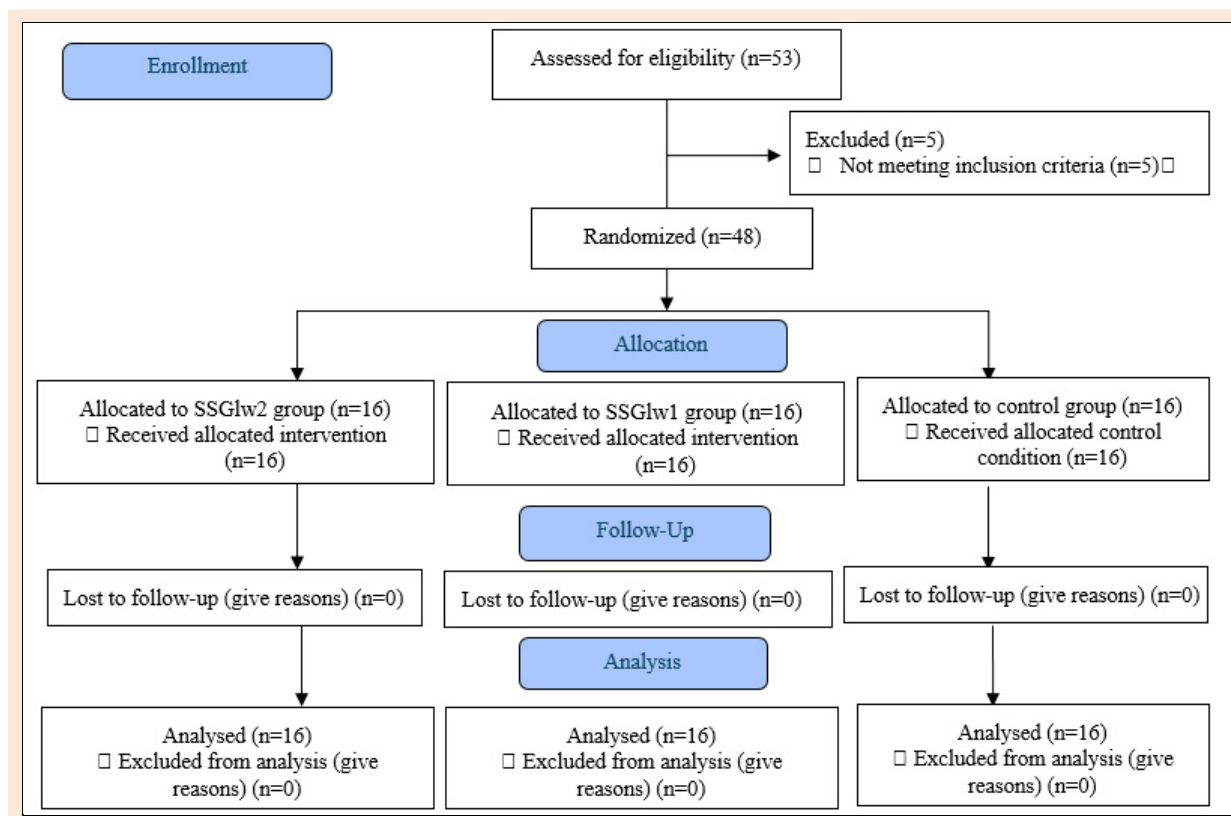 Enrollment
Assessed for eligibility (n=53)
Excluded (n=5)
□ Not meeting inclusion criteria (n=5)□
Randomized (n=48)
Allocation
Allocated to SSGlw2 group (n=16)
□ Received allocated intervention
(n=16)
Allocated to SSGlw1 group (n=16)
□ Received allocated intervention
(n=16)
Allocated to control group (n=16)
□ Received allocated control
condition (n=16)
Follow-Up
Lost to follow-up (give reasons) (n=0)
Lost to follow-up (give reasons) (n=0)
Lost to follow-up (give reasons) (n=0)
Analysis
Analysed (n=16)
□ Excluded from analysis (give
reasons) (n=0)
Analysed (n=16)
□ Excluded from analysis (give
reasons) (n=0)
Analysed (n=16)
□ Excluded from analysis (give
reasons) (n=0)